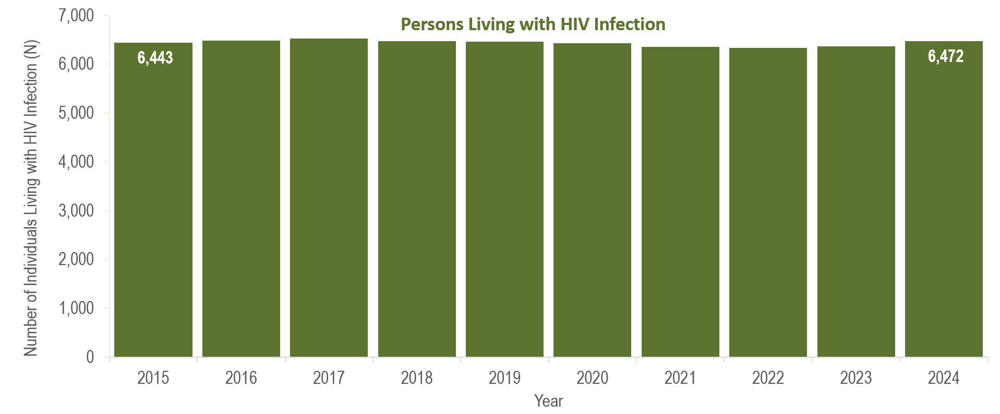 Persons Living with HIV Infection
Number of Individuals Living with HIV Infection (N)
7,000
6,000
5,000
4,000
3,000
2,000
1,000
0
6,443
6,472
2015 2016 2017 2018 2019 2020 2021 2022 2023 2024
Year